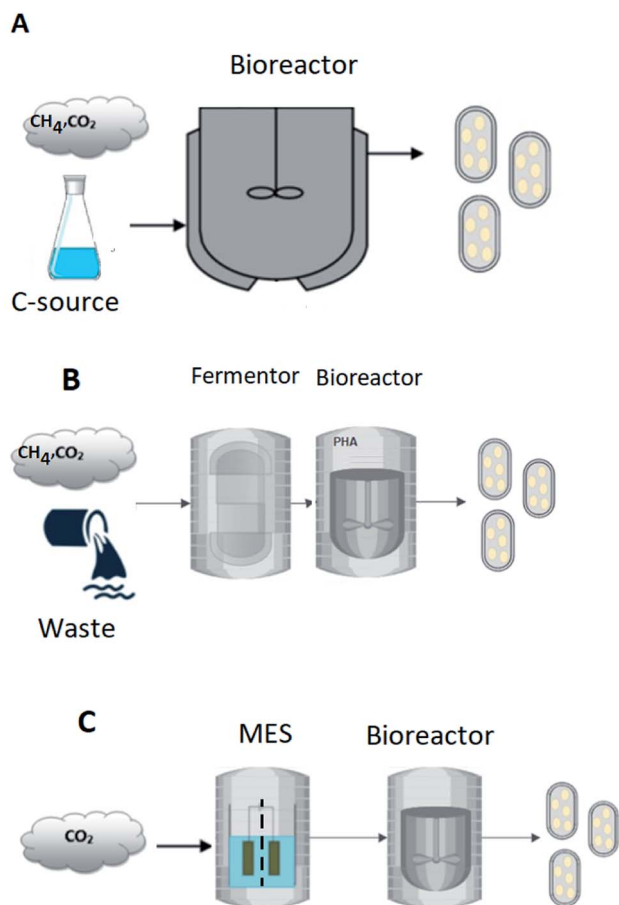 A
Bioreactor
CH4,CO2
C-source
B
Fermentor Bioreactor
CH4,CO2
PHA
Waste
C
MES Bioreactor
CO2